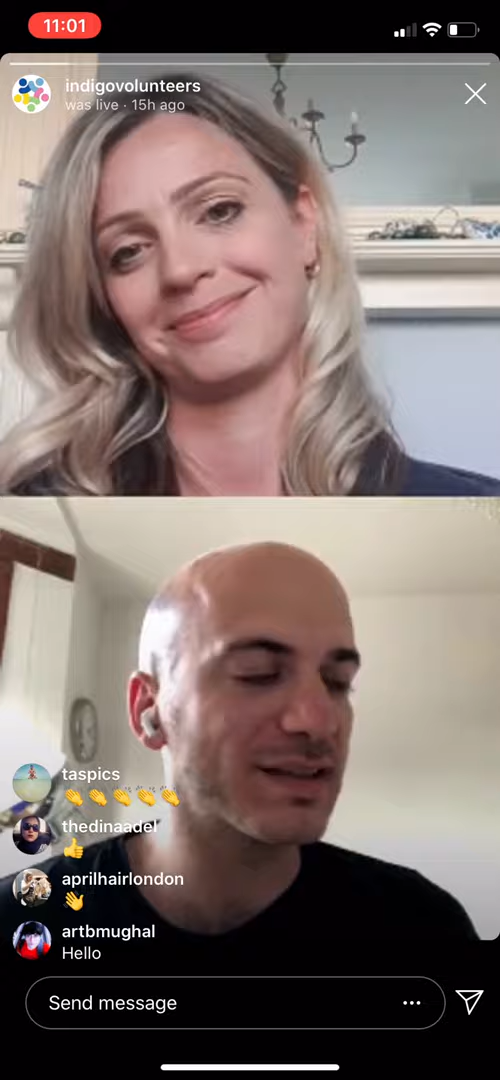 11:01
indigovolunteers
was live · 15h ago
taspics
👏👏👏👏👏
thedinaadel
👍
aprilhairlondon
👋
artbmughal
Hello
Send message